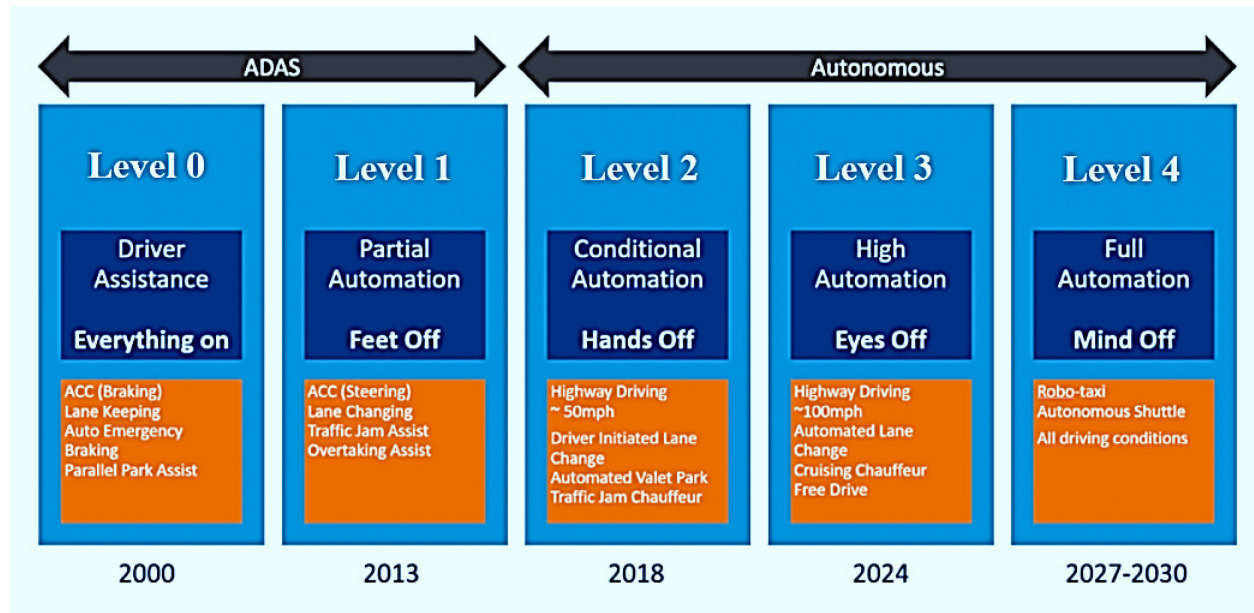 ADAS
Autonomous
Level 0
Driver
Assistance
Everything on
ACC (Braking)
Lane Keeping
Auto Emergency
Braking
Parallel Park Assist
2000
Level 1
Partial
Automation
Feet Off
ACC (Steering)
Lane Changing
Traffic Jam Assist
Overtaking Assist
2013
Level 2
Conditional
Automation
Hands Off
Highway Driving
~ 50mph
Driver Initiated Lane
Change
Automated Valet Park
Traffic Jam Chauffeur
2018
Level 3
High
Automation
Eyes Off
Highway Driving
~100mph
Automated Lane
Change
Cruising Chauffeur
Free Drive
2024
Level 4
Full
Automation
Mind Off
Robo-taxi
Autonomous Shuttle
All driving conditions
2027-2030